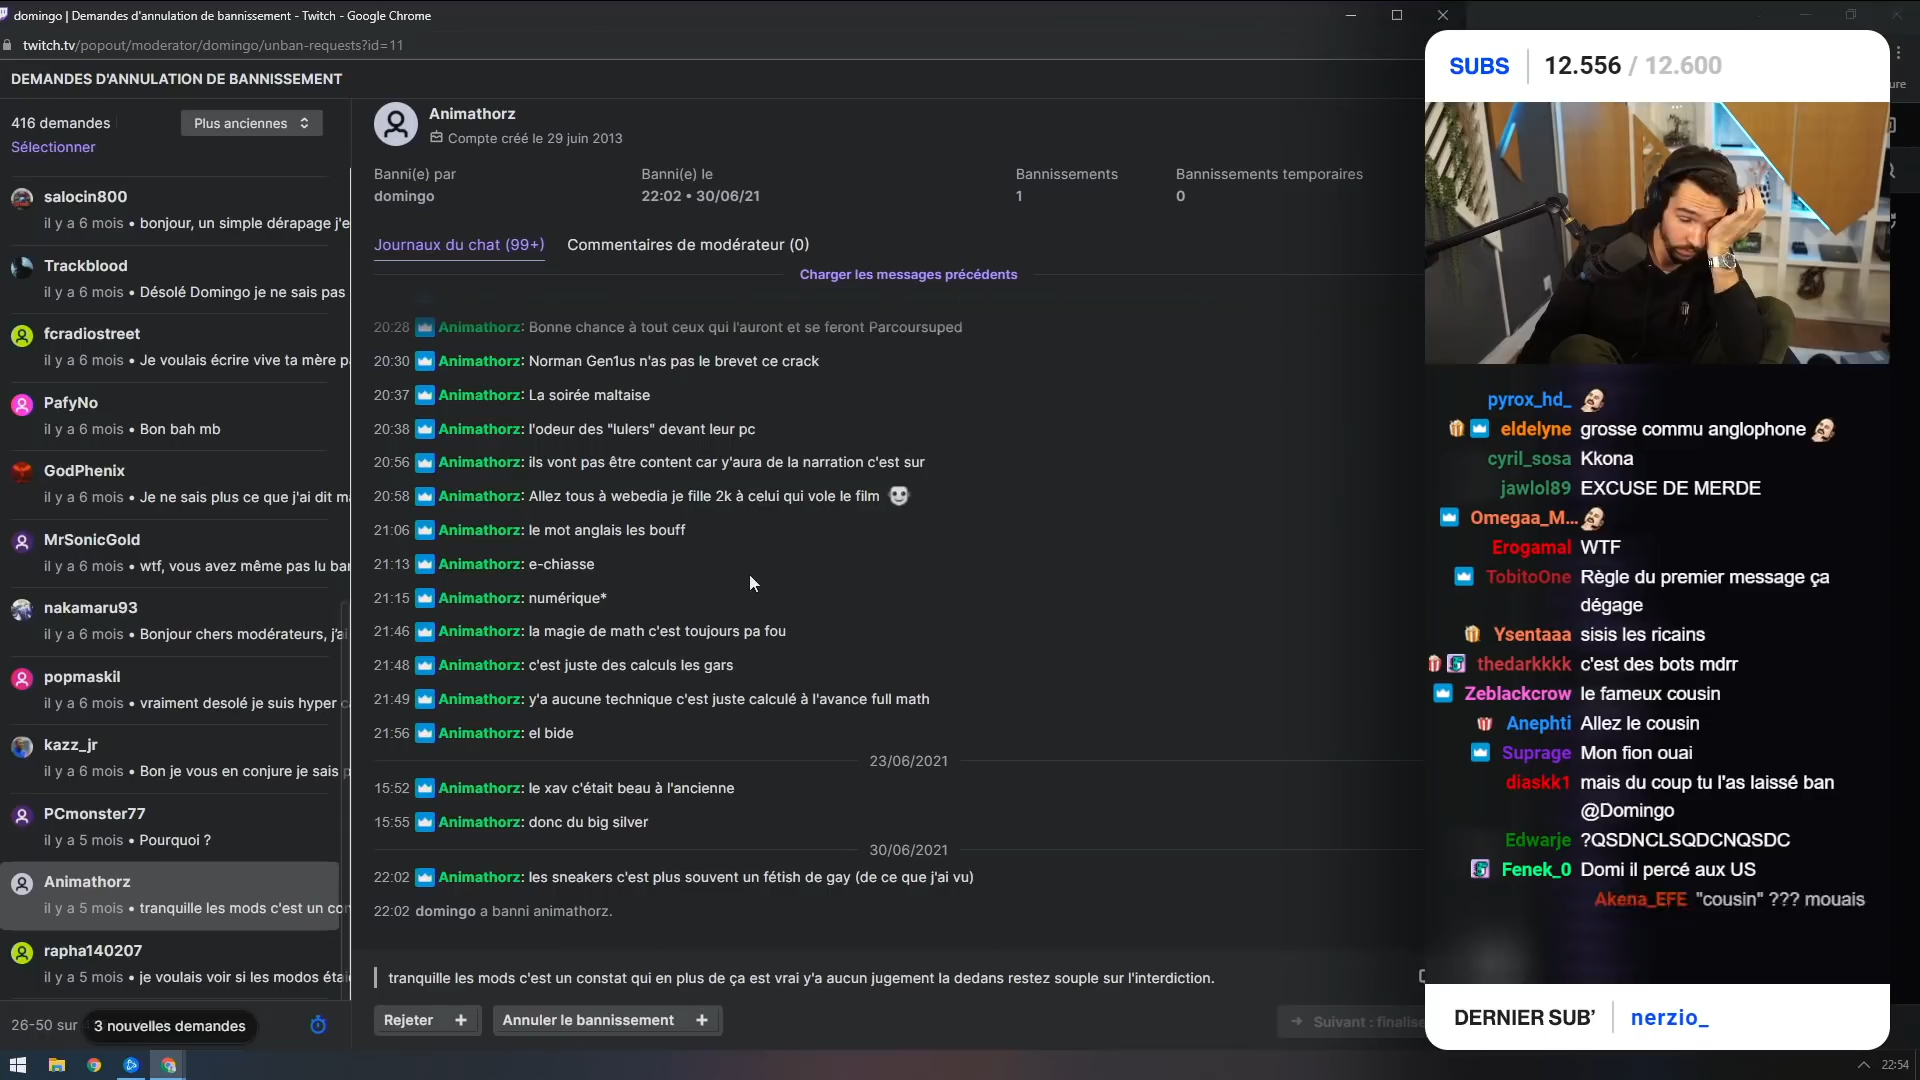 domingo | Demandes d'annulation de bannissement - Twitch - Google Chrome
twitch.tv/popout/moderator/domingo/unban-requests?id=11
DEMANDES D'ANNULATION DE BANNISSEMENT
416 demandes
Plus anciennes
Sélectionner
salocin800
il y a 6 mois • bonjour, un simple dérapage j'e
Trackblood
il y a 6 mois • Désolé Domingo je ne sais pas
fcradiostreet
il y a 6 mois • Je voulais écrire vive ta mère p
PafyNo
il y a 6 mois • Bon bah mb
GodPhenix
il y a 6 mois • Je ne sais plus ce que j'ai dit m
MrSonicGold
il y a 6 mois • wtf, vous avez même pas lu ba
nakamaru93
il y a 6 mois • Bonjour chers modérateurs, j'ai
popmaskil
il y a 6 mois • vraiment desolé je suis hyper
kazz_jr
il y a 6 mois • Bon je vous en conjure je sais p
PCmonster77
il y a 5 mois • Pourquoi ?
Animathorz
il y a 5 mois • tranquille les mods c'est un con
rapha140207
il y a 5 mois • je voulais voir si les modos étai
26-50 sur
3 nouvelles demandes
Animathorz
Compte créé le 29 juin 2013
Banni(e) par
domingo
Banni(e) le
22:02 • 30/06/21
Bannissements
1
Bannissements temporaires
0
Journaux du chat (99+)
Commentaires de modérateur (0)
Charger les messages précédents
20:28 Animathorz: Bonne chance à tout ceux qui l'auront et se feront Parcoursuped
20:30 Animathorz: Norman Gen1us n'as pas le brevet ce crack
20:37 Animathorz: La soirée maltaise
20:38 Animathorz: l'odeur des "lulers" devant leur pc
20:56 Animathorz: ils vont pas être content car y'aura de la narration c'est sur
20:58 Animathorz: Allez tous à webedia je fille 2k à celui qui vole le film
21:06 Animathorz: le mot anglais les bouff
21:13 Animathorz: e-chiasse
21:15 Animathorz: numérique*
21:46 Animathorz: la magie de math c'est toujours pa fou
21:48 Animathorz: c'est juste des calculs les gars
21:49 Animathorz: y'a aucune technique c'est juste calculé à l'avance full math
21:56 Animathorz: el bide
23/06/2021
15:52 Animathorz: le xav c'était beau à l'ancienne
15:55 Animathorz: donc du big silver
30/06/2021
22:02 Animathorz: les sneakers c'est plus souvent un fétish de gay (de ce que j'ai vu)
22:02 domingo a banni animathorz.
tranquille les mods c'est un constat qui en plus de ça est vrai y'a aucun jugement la dedans restez souple sur l'interdiction.
Rejeter
Annuler le bannissement
Suivant : finalise
SUBS 12.556 / 12.600
pyrox_hd_
eldelyne grosse commu anglophone
cyril_sosa Kkona
jawlol89 EXCUSE DE MERDE
Omegaa_M...
Erogamal WTF
TobitoOne Règle du premier message ça
dégage
Ysentaaa sisis les ricains
thedarkkkk c'est des bots mdrr
Zeblackcrow le fameux cousin
Anephti Allez le cousin
Suprage Mon fion ouai
diaskk1 mais du coup tu l'as laissé ban
@Domingo
Edwarje ?QSDNCLSQDCNQSDC
Fenek_0 Domi il percé aux US
Akena_EFE "cousin" ??? mouais
DERNIER SUB' nerzio_
ure
22:54